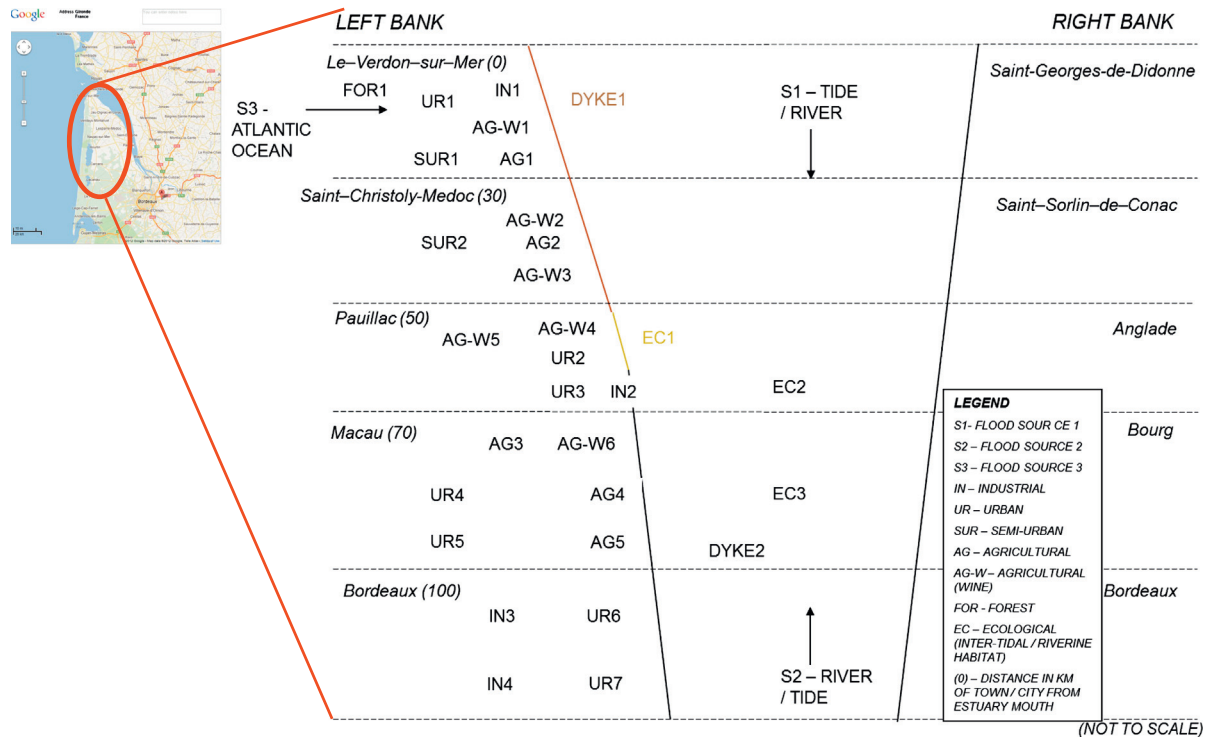 Google
Address Gironde
France
LEFT BANK
RIGHT BANK
Le–Verdon–sur–Mer (0)
Saint-Georges-de-Didonne
FOR1
IN1
UR1
DYKE1
S1 – TIDE
/ RIVER
S3 -
ATLANTIC
OCEAN
AG-W1
SUR1
AG1
Saint–Christoly-Medoc (30)
Saint–Sorlin–de–Conac
AG-W2
SUR2
AG2
AG-W3
Pauillac (50)
Anglade
AG-W4
AG-W5
EC1
UR2
UR3
IN2
EC2
Macau (70)
Bourg
AG3
AG-W6
UR4
AG4
EC3
UR5
AG5
DYKE2
Bordeaux (100)
Bordeaux
IN3
UR6
IN4
UR7
S2 – RIVER
/ TIDE
LEGEND
S1- FLOOD SOUR CE 1
S2 – FLOOD SOURCE 2
S3 – FLOOD SOURCE 3
IN – INDUSTRIAL
UR – URBAN
SUR – SEMI-URBAN
AG – AGRICULTURAL
AG-W – AGRICULTURAL
(WINE)
FOR - FOREST
EC – ECOLOGICAL
(INTER-TIDAL / RIVERINE
HABITAT)
(0) – DISTANCE IN KM
OF TOWN / CITY FROM
ESTUARY MOUTH
(NOT TO SCALE)